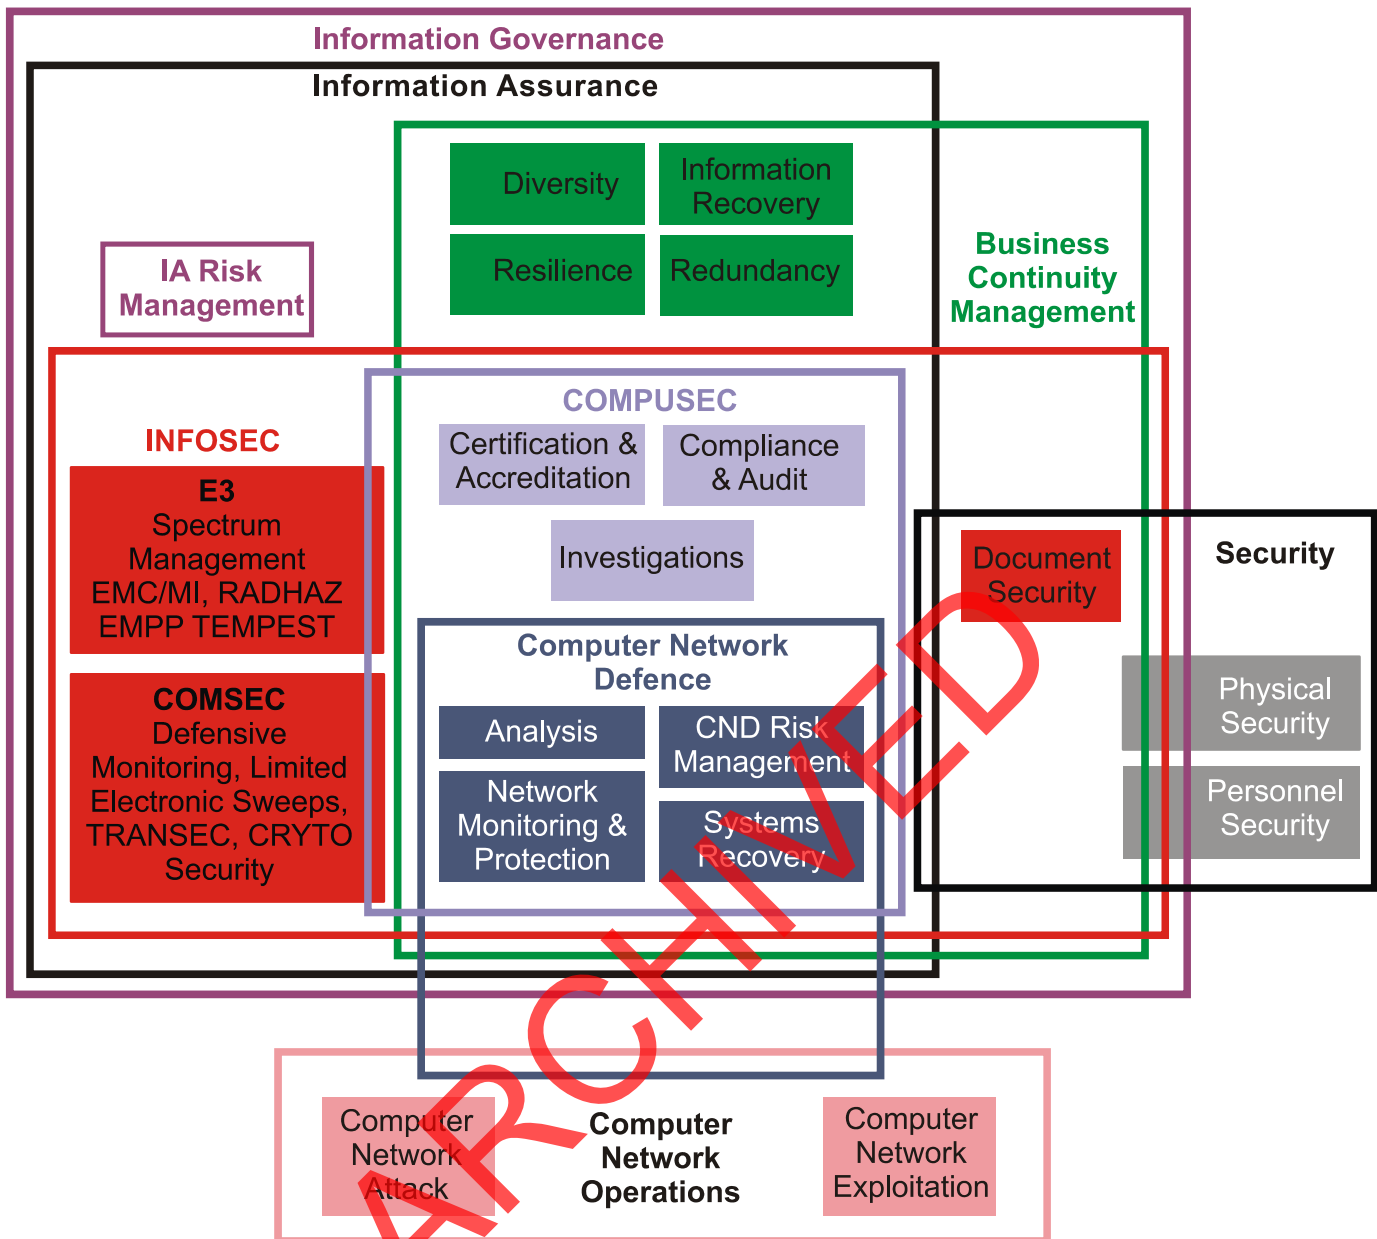 Information Governance
Information Assurance
Diversity
Information
Recovery
Resilience
Redundancy
IA Risk
Management
Business
Continuity
Management
COMPUSEC
INFOSEC
Certification &
Accreditation
Compliance
& Audit
Investigations
E3
Spectrum
Management
EMC/MI, RADHAZ
EMPP TEMPEST
COMSEC
Defensive
Monitoring, Limited
Electronic Sweeps,
TRANSEC, CRYTO
Security
Computer Network
Defence
Analysis
CND Risk
Management
Network
Monitoring &
Protection
Systems
Recovery
Document
Security
Security
Physical
Security
Personnel
Security
Computer
Network
Attack
Computer
Network
Operations
Computer
Network
Exploitation
ARCHIVED